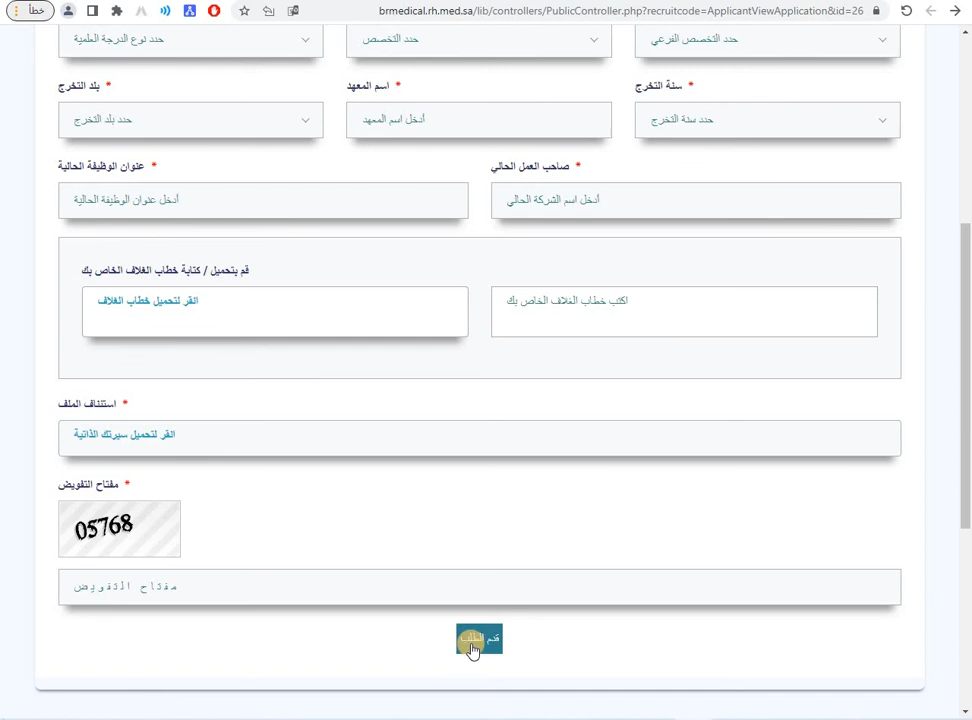 خطأ
brmedical.rh.med.sa/lib/controllers/PublicController.php?recruitcode=ApplicantViewApplication&id=26
حدد نوع الدرجة العلمية
حدد التخصص
حدد التخصص الفرعي
بلد التخرج *
اسم المعهد *
سنة التخرج *
حدد بلد التخرج
أدخل اسم المعهد
حدد سنة التخرج
عنوان الوظيفة الحالية *
صاحب العمل الحالي *
أدخل عنوان الوظيفة الحالية
أدخل اسم الشركة الحالي
قم بتحميل / كتابة خطاب الغلاف الخاص بك
انقر لتحميل خطاب الغلاف
اكتب خطاب الغلاف الخاص بك
استئناف الملف *
انقر لتحميل سيرتك الذاتية
مفتاح التفويض *
05768
مفتاح التفويض
قدم الطلب